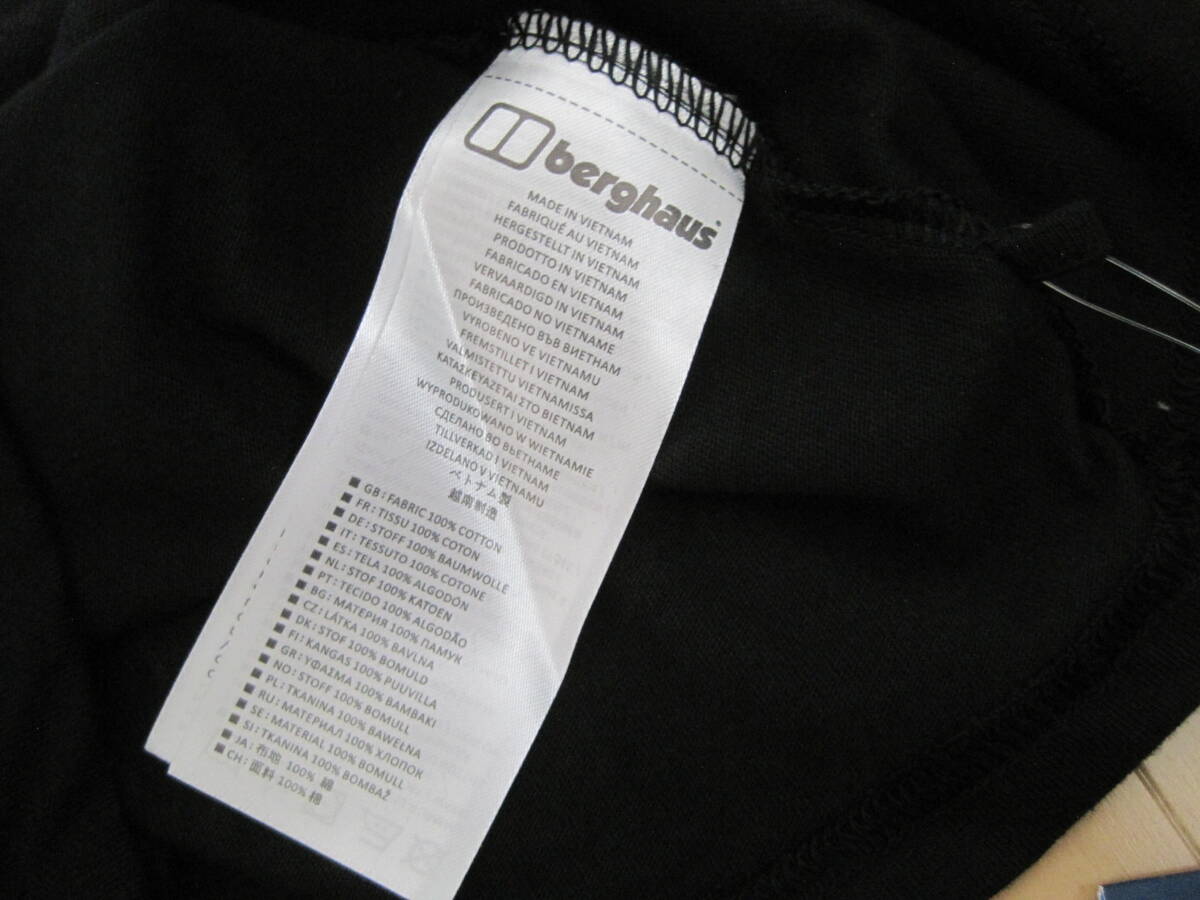 berghaus
MADE IN VIETNAM
FABRIQUÉ AU VIETNAM
HERGESTELLT IN VIETNAM
PRODOTTO IN VIETNAM
FABRICADO EN VIETNAM
VERVAARDIGD IN VIETNAM
FABRICADO NO VIETNAME
ПРОИЗВЕДЕНО ВЪВ ВИЕТНАМ
VYROBENO VE VIETNAMU
FREMSTILLET I VIETNAM
VALMISTETTU VIETNAMISSA
ΚΑΤΑΣΚΕΥΑΖΕΤΑΙ ΣΤΟ ΒΙΕΤΝΑΜ
PRODUSERT I VIETNAM
WYPRODUKOWANO W WIETNAMIE
СДЕЛАНО ВО ВЬЕТНАМЕ
TILLVERKAD I VIETNAM
IZDELANO V VIETNAMU
ベトナム製
越南制造
GB: FABRIC 100% COTTON
FR: TISSU 100% COTON
DE: STOFF 100% BAUMWOLLE
IT: TESSUTO 100% COTONE
ES: TELA 100% ALGODÓN
NL: STOF 100% KATOEN
PT: TECIDO 100% ALGODÃO
BG: МАТЕРИЯ 100% ПАМУК
CZ: LÁTKA 100% BAVLNA
DK: STOF 100% BOMULD
FI: KANGAS 100% PUUVILLA
GR: ΥΦΑΣΜΑ 100% ΒΑΜΒΑΚΙ
NO: STOFF 100% BOMULL
PL: TKANINA 100% BAWEŁNA
RU: МАТЕРИАЛ 100% ХЛОПОК
SE: MATERIAL 100% BOMULL
SI: TKANINA 100% BOMBAŽ
JA: 布地 100% 綿
CH: 面料 100% 棉